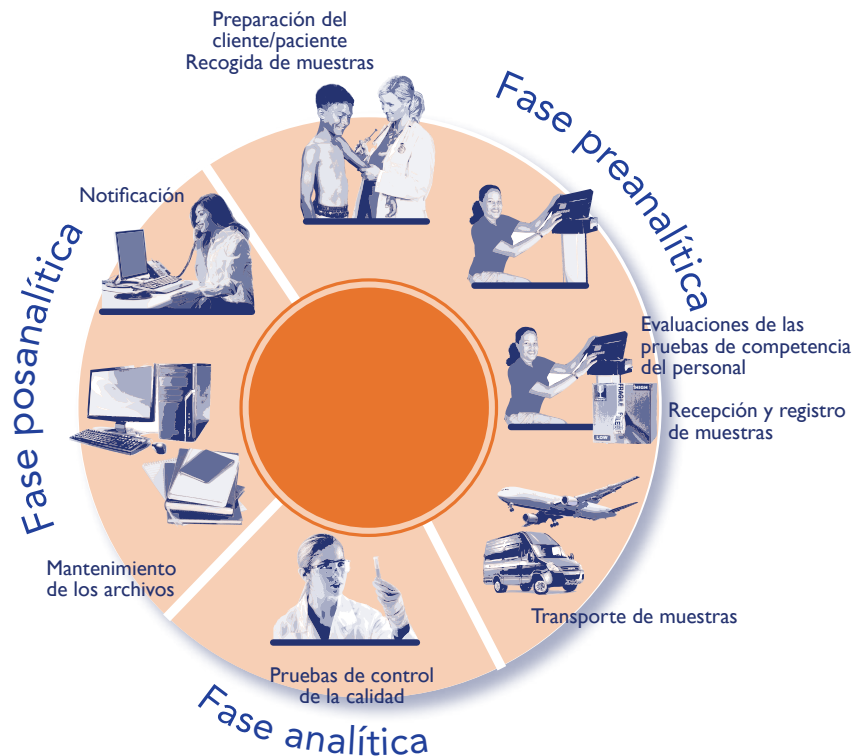 Preparación del
cliente/paciente
Recogida de muestras
Fase preanalítica
Evaluaciones de las
pruebas de competencia
del personal
FRAGILE
LOW
Recepción y registro
de muestras
Transporte de muestras
Pruebas de control
de la calidad
Fase analítica
Mantenimiento
de los archivos
Notificación
Fase posanalítica